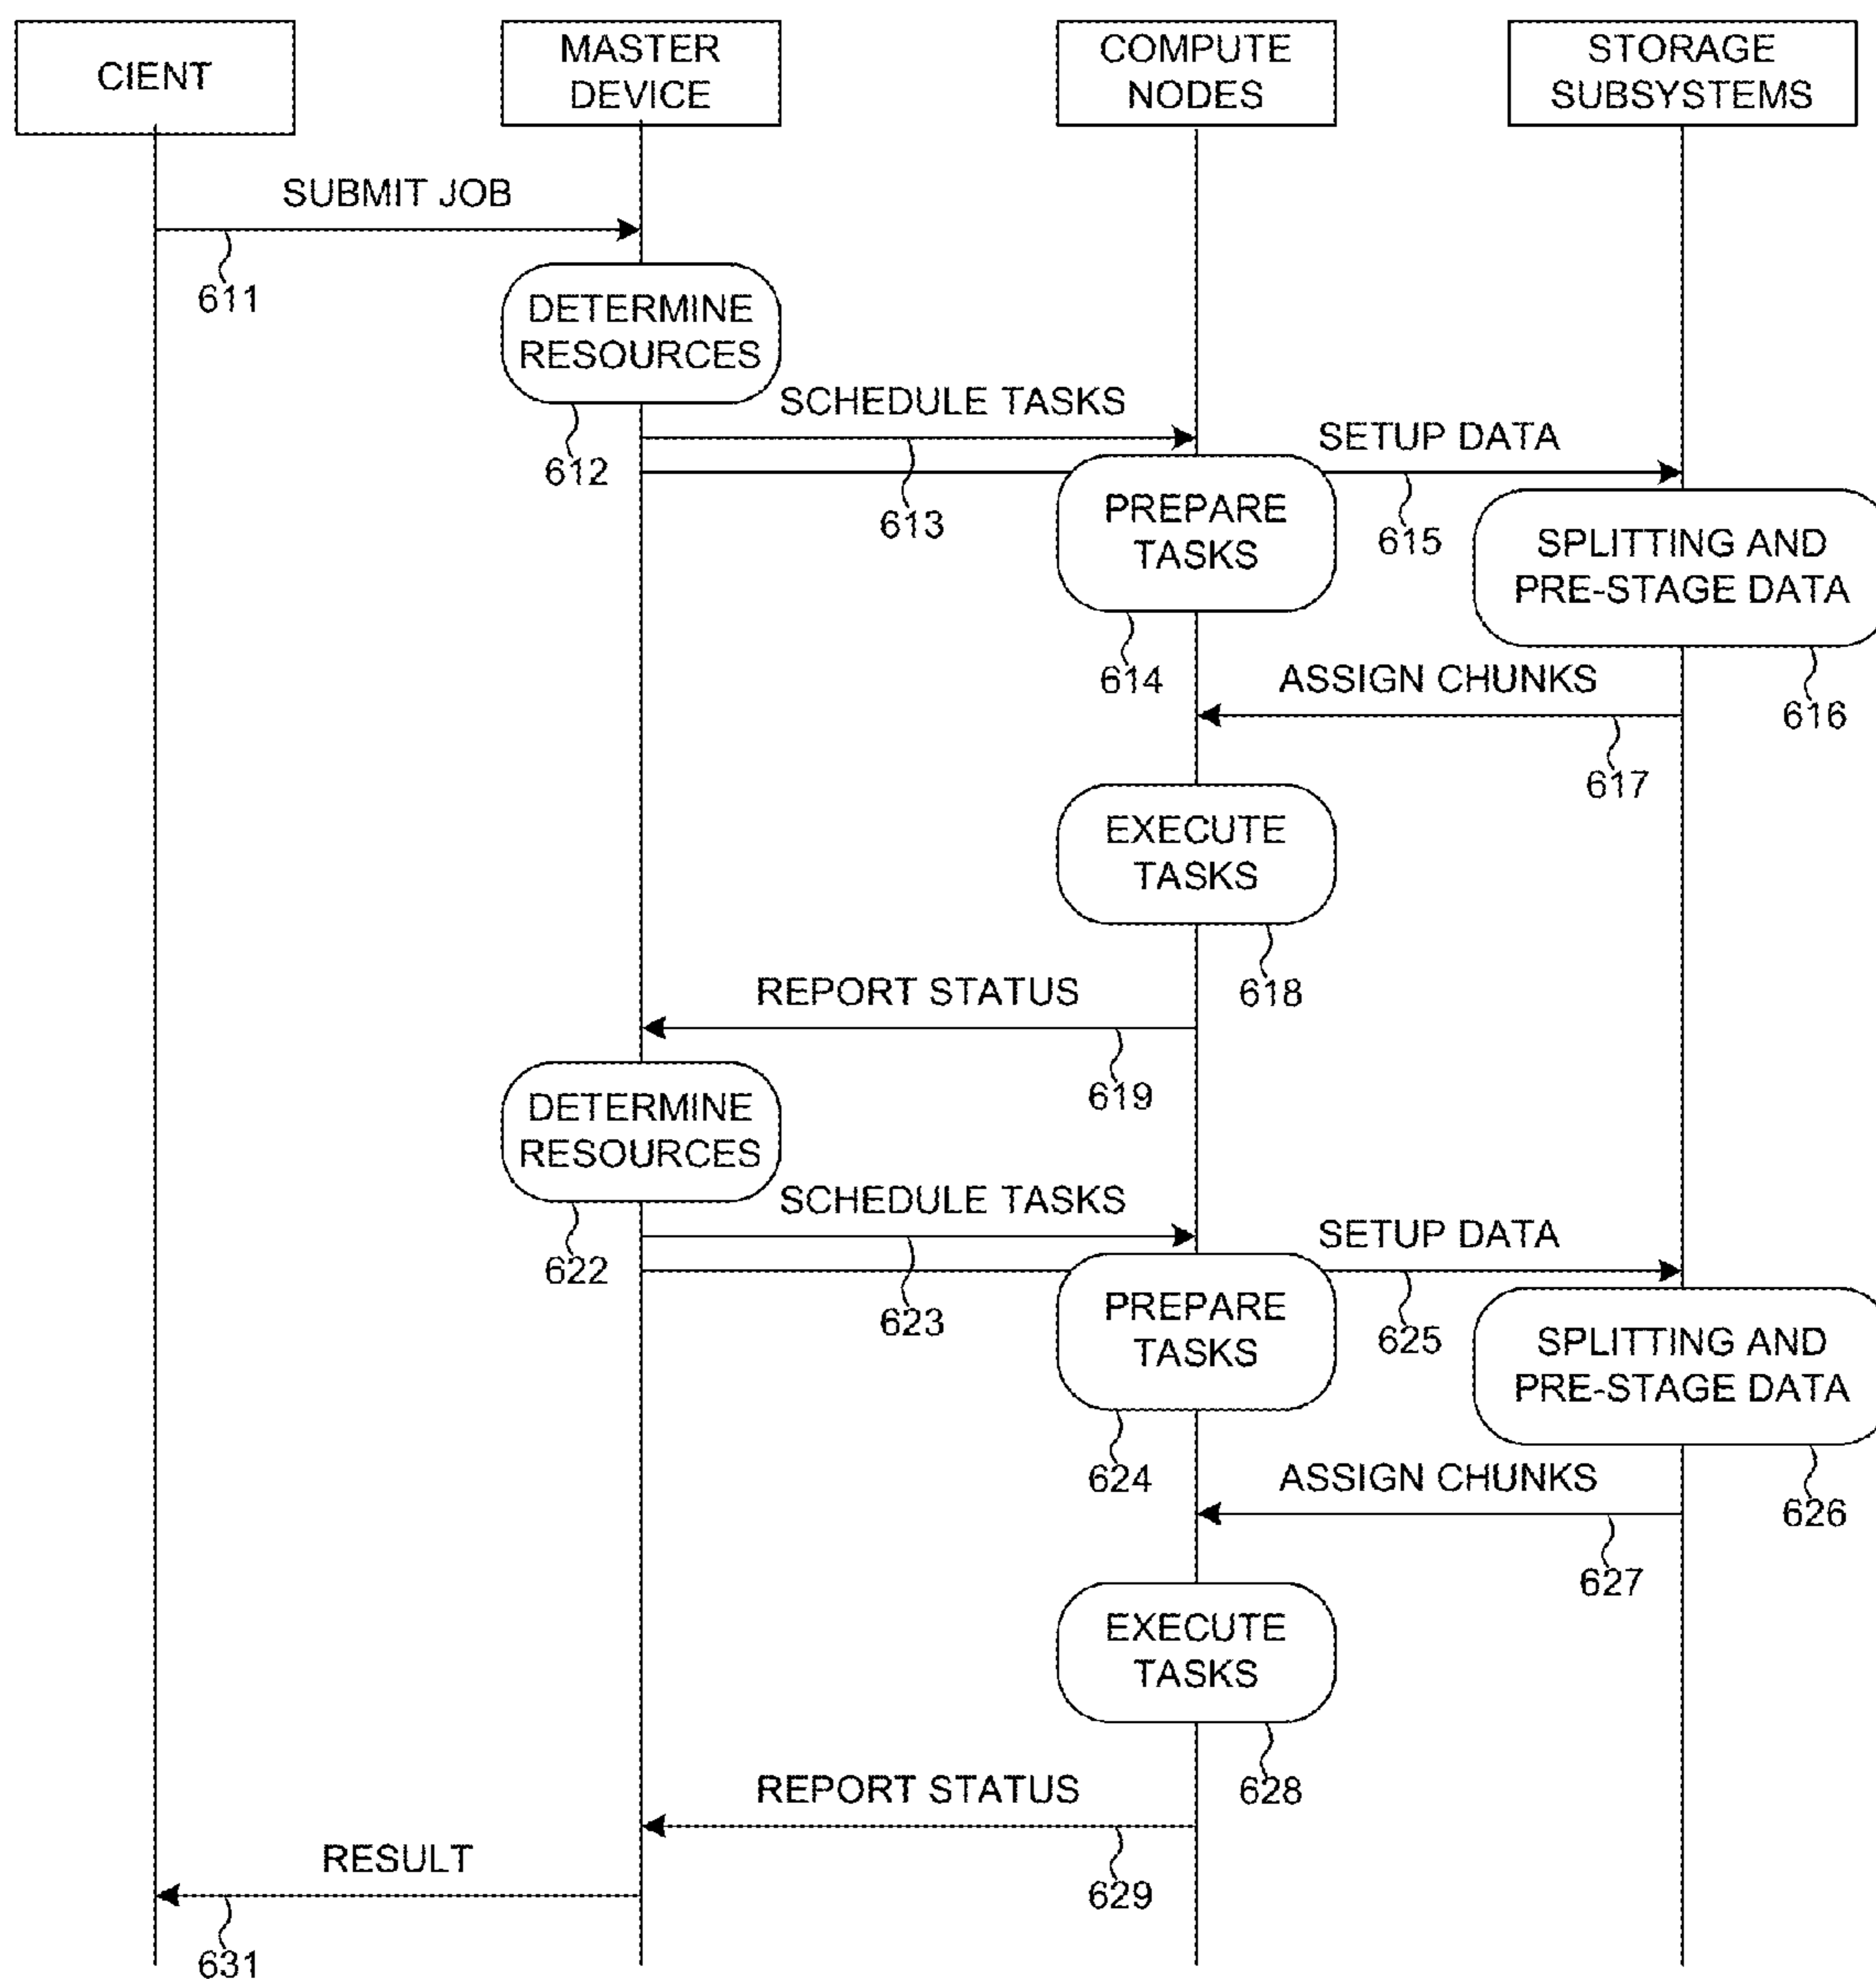 CIENT
MASTER
DEVICE
COMPUTE
NODES
STORAGE
SUBSYSTEMS
SUBMIT JOB
611
DETERMINE
RESOURCES
612
SCHEDULE TASKS
613
SETUP DATA
615
PREPARE
TASKS
614
SPLITTING AND
PRE-STAGE DATA
616
ASSIGN CHUNKS
617
EXECUTE
TASKS
618
REPORT STATUS
619
DETERMINE
RESOURCES
622
SCHEDULE TASKS
623
SETUP DATA
625
PREPARE
TASKS
624
SPLITTING AND
PRE-STAGE DATA
626
ASSIGN CHUNKS
627
EXECUTE
TASKS
628
REPORT STATUS
629
RESULT
631